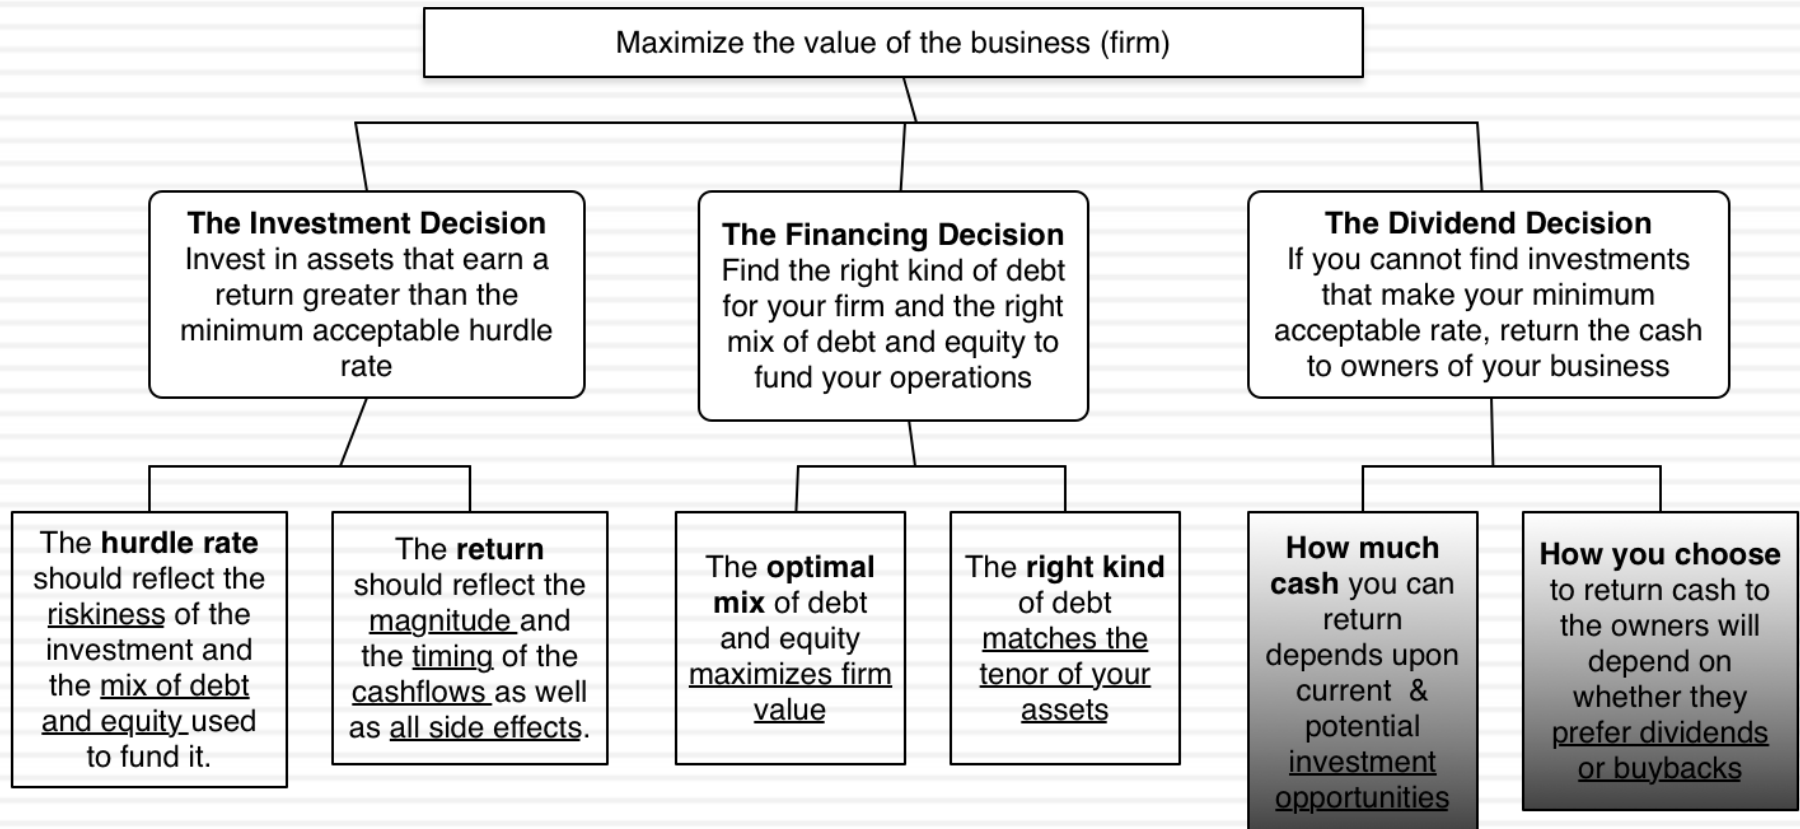 Maximize the value of the business (firm)
The Investment Decision
Invest in assets that earn a
return greater than the
minimum acceptable hurdle
rate
The Financing Decision
Find the right kind of debt
for your firm and the right
mix of debt and equity to
fund your operations
The Dividend Decision
If you cannot find investments
that make your minimum
acceptable rate, return the cash
to owners of your business
The hurdle rate
should reflect the
riskiness of the
investment and
the mix of debt
and equity used
to fund it.
The return
should reflect the
magnitude and
the timing of the
cashflows as well
as all side effects.
The optimal
mix of debt
and equity
maximizes firm
value
The right kind
of debt
matches the
tenor of your
assets
How much
cash you can
return
depends upon
current &
potential
investment
opportunities
How you choose
to return cash to
the owners will
depend on
whether they
prefer dividends
or buybacks